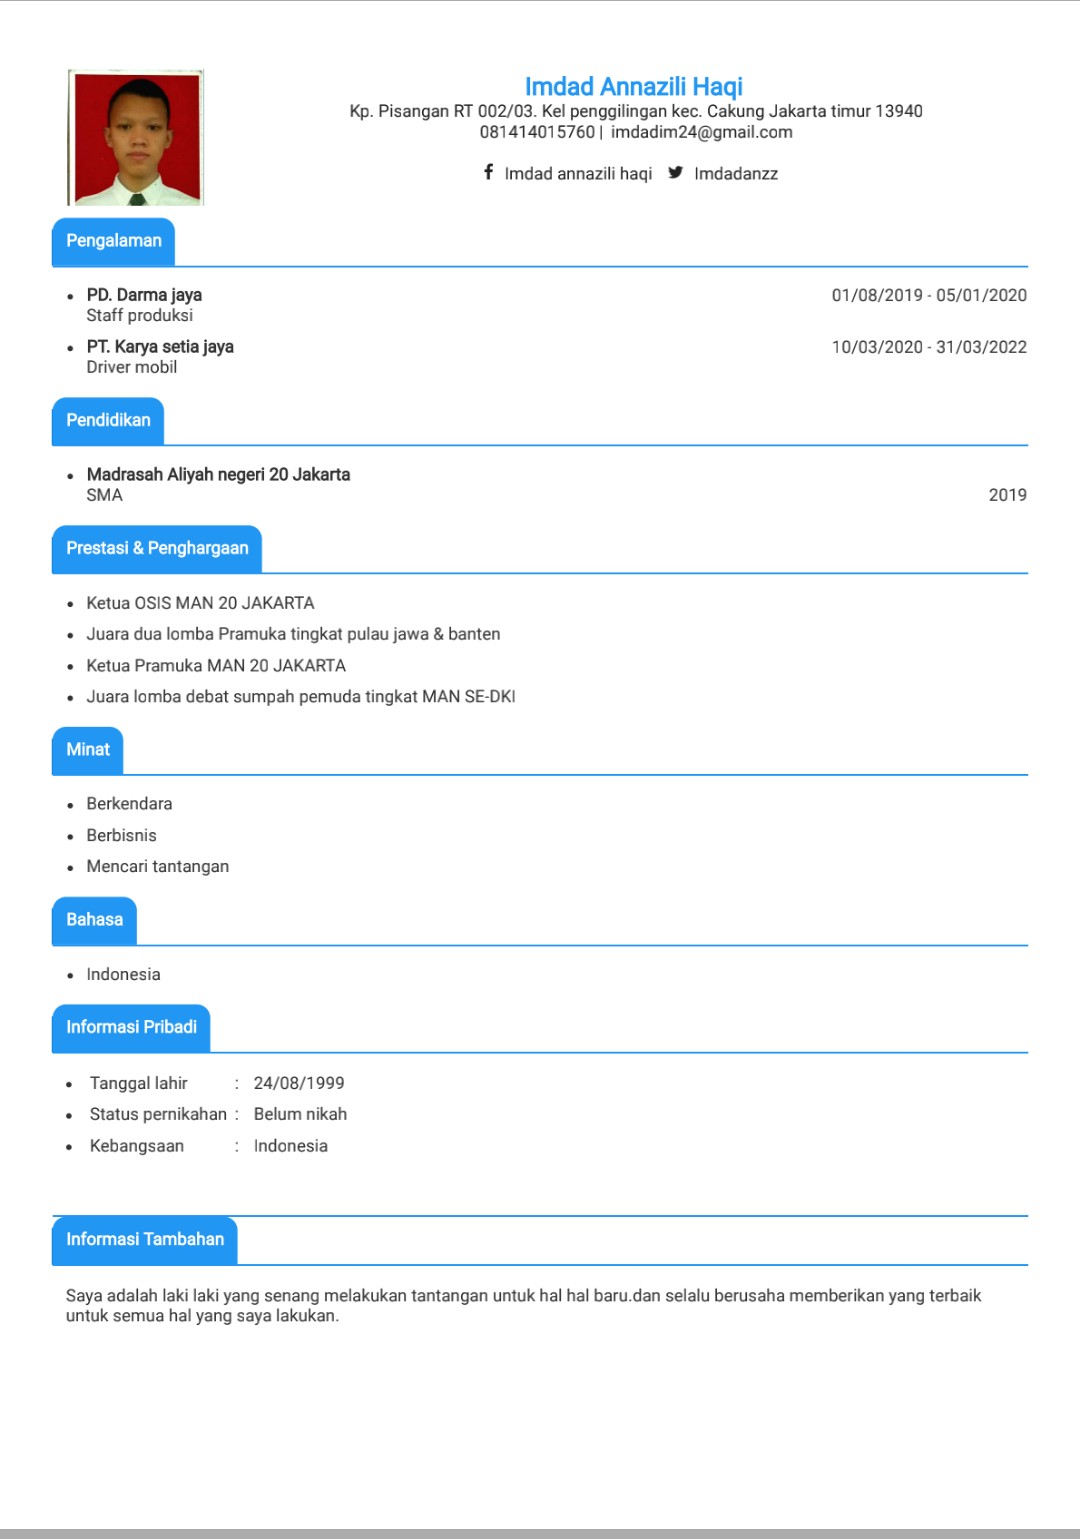 Imdad Annazili Haqi
Kp. Pisangan RT 002/03. Kel penggilingan kec. Cakung Jakarta timur 13940
081414015760 | imdadim24@gmail.com
Imdad annazili haqi Imdadanzz
Pengalaman
PD. Darma jaya 01/08/2019 - 05/01/2020
Staff produksi
PT. Karya setia jaya 10/03/2020 - 31/03/2022
Driver mobil
Pendidikan
Madrasah Aliyah negeri 20 Jakarta
SMA 2019
Prestasi & Penghargaan
Ketua OSIS MAN 20 JAKARTA
Juara dua lomba Pramuka tingkat pulau jawa & banten
Ketua Pramuka MAN 20 JAKARTA
Juara lomba debat sumpah pemuda tingkat MAN SE-DKI
Minat
Berkendara
Berbisnis
Mencari tantangan
Bahasa
Indonesia
Informasi Pribadi
Tanggal lahir : 24/08/1999
Status pernikahan : Belum nikah
Kebangsaan : Indonesia
Informasi Tambahan
Saya adalah laki laki yang senang melakukan tantangan untuk hal hal baru.dan selalu berusaha memberikan yang terbaik
untuk semua hal yang saya lakukan.